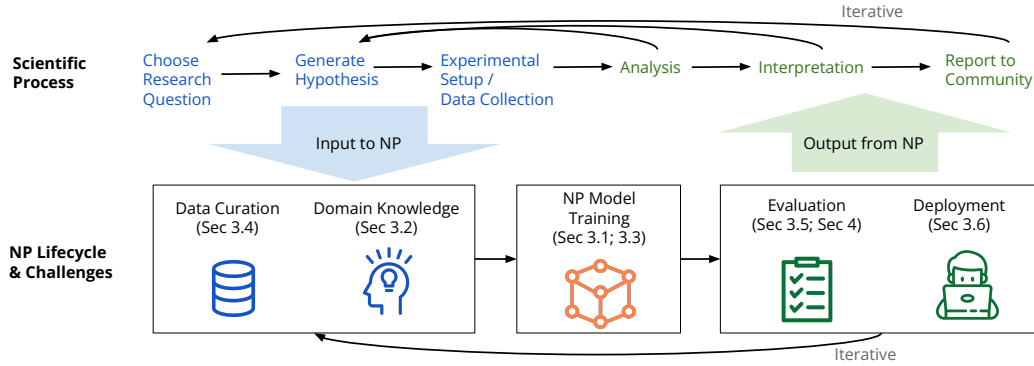 Iterative
Scientific
Process
Choose
Research
Question
Generate
Hypothesis
Experimental
Setup /
Data Collection
Analysis
Interpretation
Report to
Community
Input to NP
Output from NP
NP Lifecycle
& Challenges
Data Curation
(Sec 3.4)
Domain Knowledge
(Sec 3.2)
NP Model
Training
(Sec 3.1; 3.3)
Evaluation
(Sec 3.5; Sec 4)
Deployment
(Sec 3.6)
Iterative